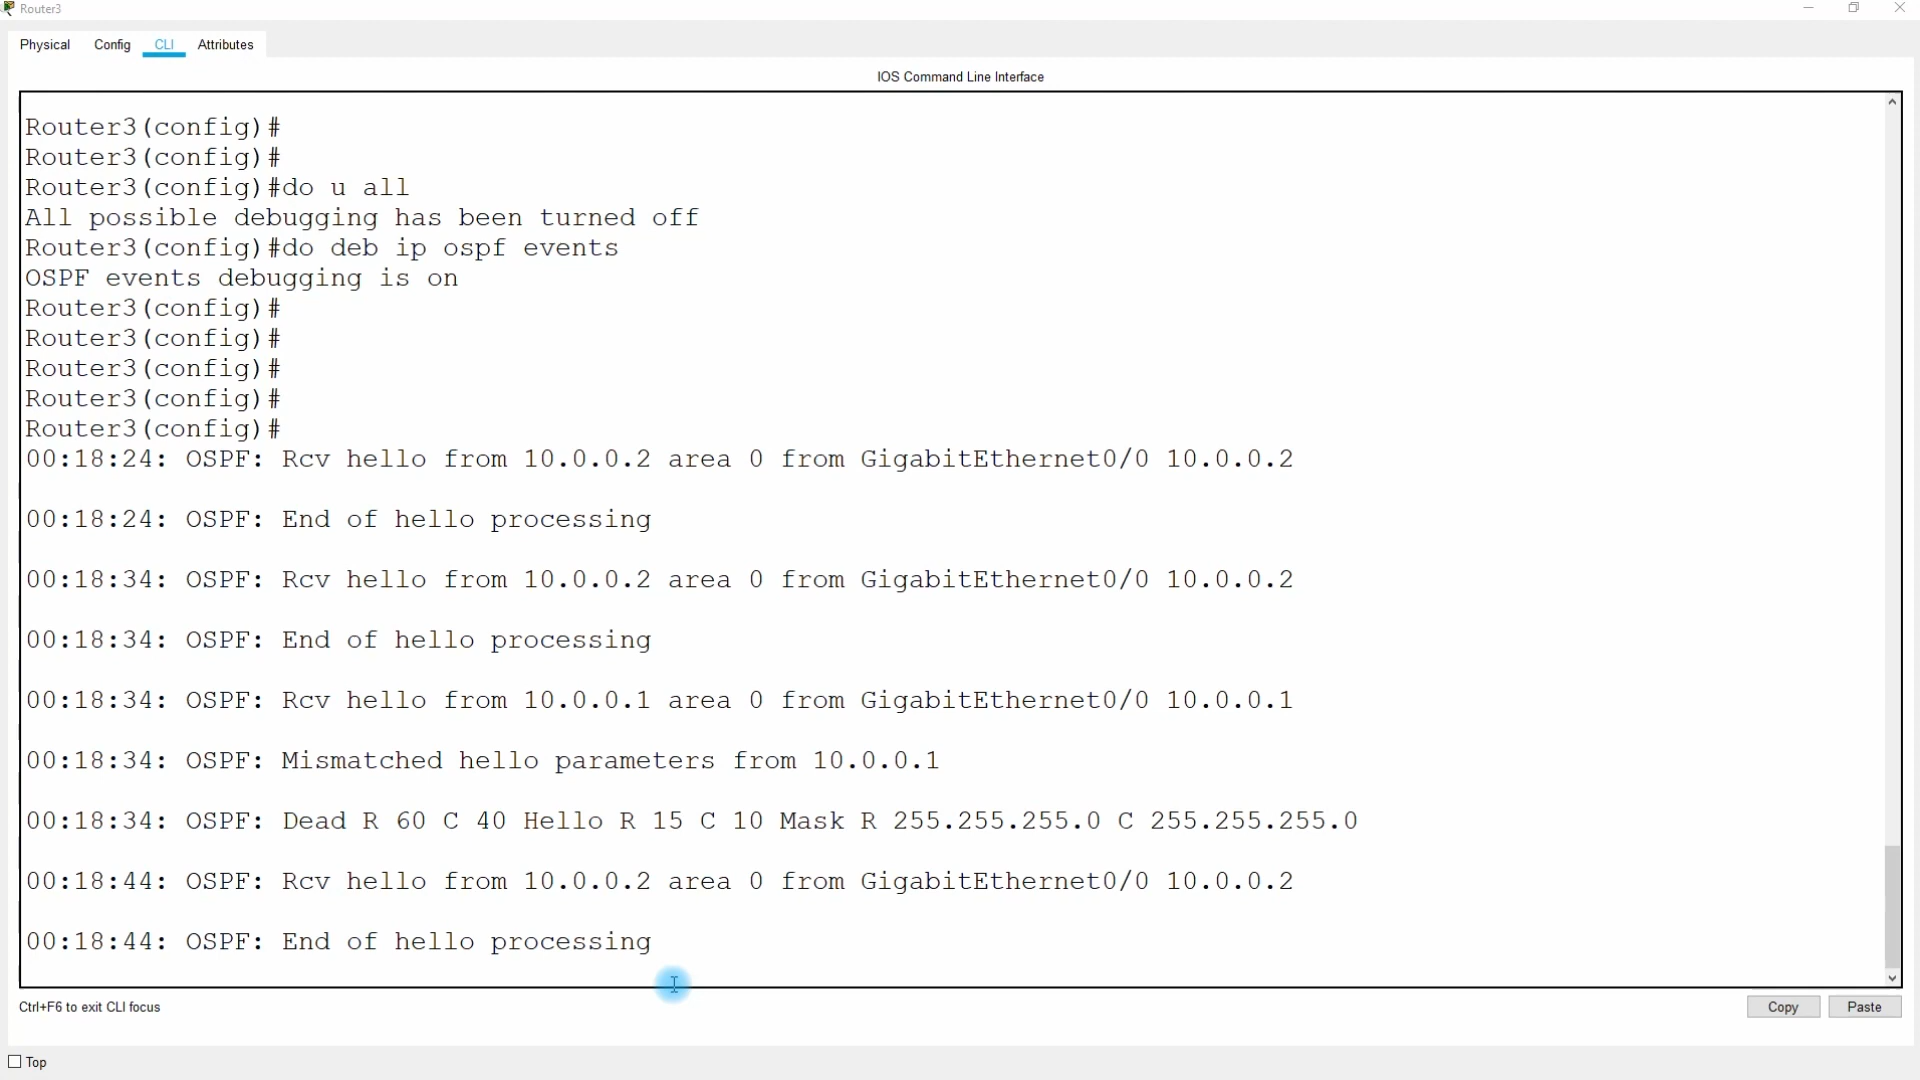 Router3
Physical Config CLI Attributes
IOS Command Line Interface
Router3(config)#
Router3(config)#
Router3(config)#do u all
All possible debugging has been turned off
Router3(config)#do deb ip ospf events
OSPF events debugging is on
Router3(config)#
Router3(config)#
Router3(config)#
Router3(config)#
Router3(config)#
00:18:24: OSPF: Rcv hello from 10.0.0.2 area 0 from GigabitEthernet0/0 10.0.0.2
00:18:24: OSPF: End of hello processing
00:18:34: OSPF: Rcv hello from 10.0.0.2 area 0 from GigabitEthernet0/0 10.0.0.2
00:18:34: OSPF: End of hello processing
00:18:34: OSPF: Rcv hello from 10.0.0.1 area 0 from GigabitEthernet0/0 10.0.0.1
00:18:34: OSPF: Mismatched hello parameters from 10.0.0.1
00:18:34: OSPF: Dead R 60 C 40 Hello R 15 C 10 Mask R 255.255.255.0 C 255.255.255.0
00:18:44: OSPF: Rcv hello from 10.0.0.2 area 0 from GigabitEthernet0/0 10.0.0.2
00:18:44: OSPF: End of hello processing
Ctrl+F6 to exit CLI focus
Copy Paste
Top